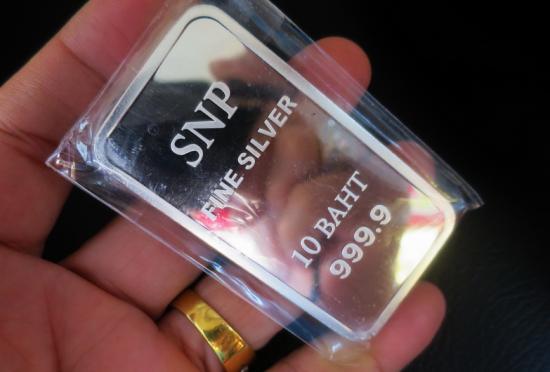 SNP
FINE SILVER
10 BAHT
999.9